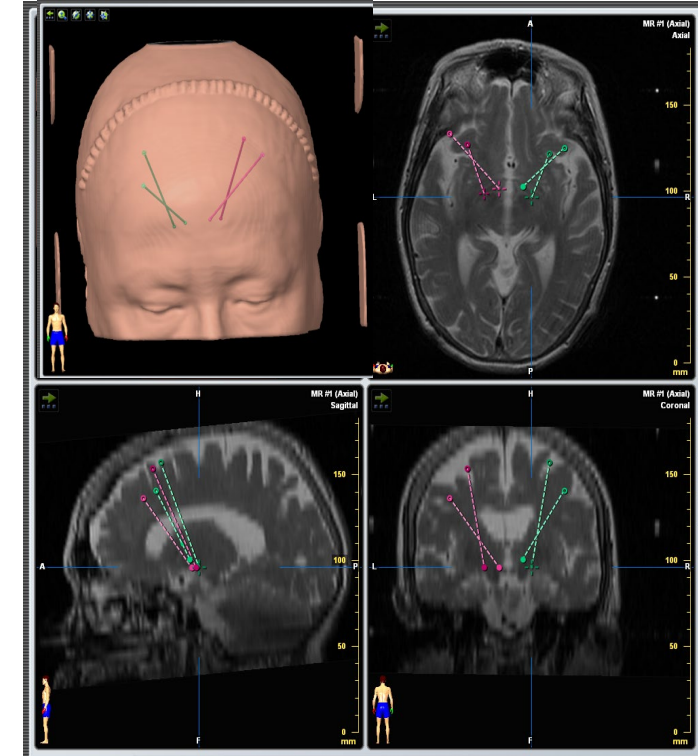 A
MR #1 (Axial)
Axial
150
L
100
R
50
0
P
mm
H
MR #1 (Axial)
Sagittal
150
A
100
P
50
0
F
mm
H
MR #1 (Axial)
Coronal
150
L
100
R
50
0
F
mm